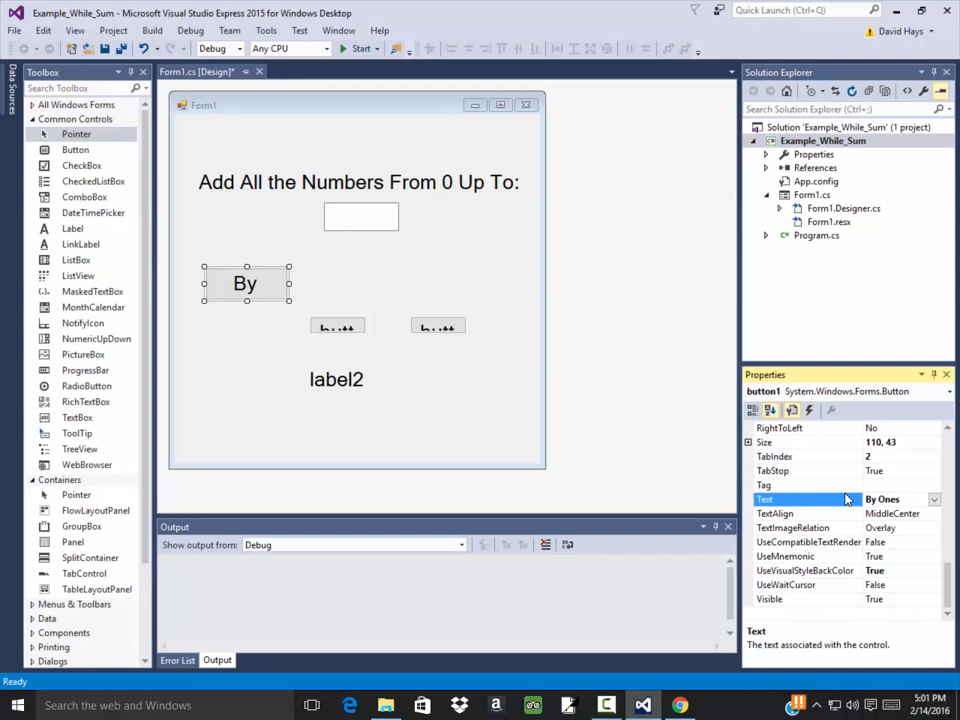 Example_While_Sum - Microsoft Visual Studio Express 2015 for Windows Desktop
Quick Launch (Ctrl+Q)
File Edit View Project Build Debug Team Tools Test Window Help
David Hays
Debug Any CPU Start
Data Sources
Toolbox
Search Toolbox
All Windows Forms
Common Controls
Pointer
Button
CheckBox
CheckedListBox
ComboBox
DateTimePicker
Label
LinkLabel
ListBox
ListView
MaskedTextBox
MonthCalendar
NotifyIcon
NumericUpDown
PictureBox
ProgressBar
RadioButton
RichTextBox
TextBox
ToolTip
TreeView
WebBrowser
Containers
Pointer
FlowLayoutPanel
GroupBox
Panel
SplitContainer
TabControl
TableLayoutPanel
Menus & Toolbars
Data
Components
Printing
Dialogs
Form1.cs [Design]*
Form1
Add All the Numbers From 0 Up To:
By
label2
Output
Show output from: Debug
Error List Output
Solution Explorer
Search Solution Explorer (Ctrl+;)
Solution 'Example_While_Sum' (1 project)
Example_While_Sum
Properties
References
App.config
Form1.cs
Form1.Designer.cs
Form1.resx
Program.cs
Properties
button1 System.Windows.Forms.Button
RightToLeft No
Size 110, 43
TabIndex 2
TabStop True
Tag
Text By Ones
TextAlign MiddleCenter
TextImageRelation Overlay
UseCompatibleTextRender False
UseMnemonic True
UseVisualStyleBackColor True
UseWaitCursor False
Visible True
Text
The text associated with the control.
Ready
Search the web and Windows
5:01 PM
2/14/2016